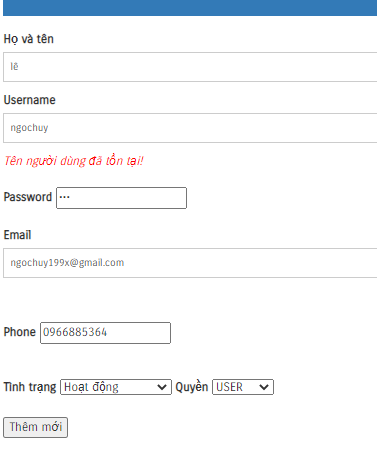 Họ và tên
lê
Username
ngochuy
Tên người dùng đã tồn tại!
Password •••
Email
ngochuy199x@gmail.com
Phone 0966885364
Tình trạng Hoạt động Quyền USER
Thêm mới